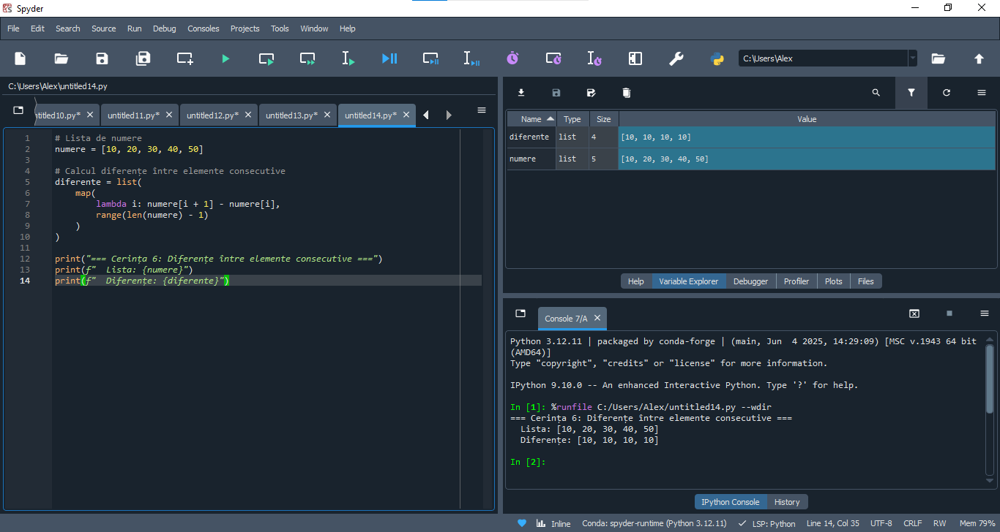 Spyder
File Edit Search Source Run Debug Consoles Projects Tools Window Help
C:\Users\Alex
C:\Users\Alex\untitled14.py
untitled11.py* untitled12.py* untitled13.py* untitled14.py*
1 # Lista de numere
2 numere = [10, 20, 30, 40, 50]
3
4 # Calcul diferențe între elemente consecutive
5 diferente = list(
6     map(
7         lambda i: numere[i + 1] - numere[i],
8         range(len(numere) - 1)
9     )
10 )
11
12 print("=== Cerința 6: Diferențe între elemente consecutive ===")
13 print(f"  Lista: {numere}")
14 print(f"  Diferențe: {diferente}")
Name Type Size Value
diferente list 4 [10, 10, 10, 10]
numere list 5 [10, 20, 30, 40, 50]
Help Variable Explorer Debugger Profiler Plots Files
Console 7/A
Python 3.12.11 | packaged by conda-forge | (main, Jun  4 2025, 14:29:09) [MSC v.1943 64 bit
(AMD64)]
Type "copyright", "credits" or "license" for more information.
IPython 9.10.0 -- An enhanced Interactive Python. Type '?' for help.
In [1]: %runfile C:/Users/Alex/untitled14.py --wdir
=== Cerința 6: Diferențe între elemente consecutive ===
  Lista: [10, 20, 30, 40, 50]
  Diferențe: [10, 10, 10, 10]
In [2]:
IPython Console History
Inline Conda: spyder-runtime (Python 3.12.11) LSP: Python Line 14, Col 35 UTF-8 CRLF RW Mem 79%